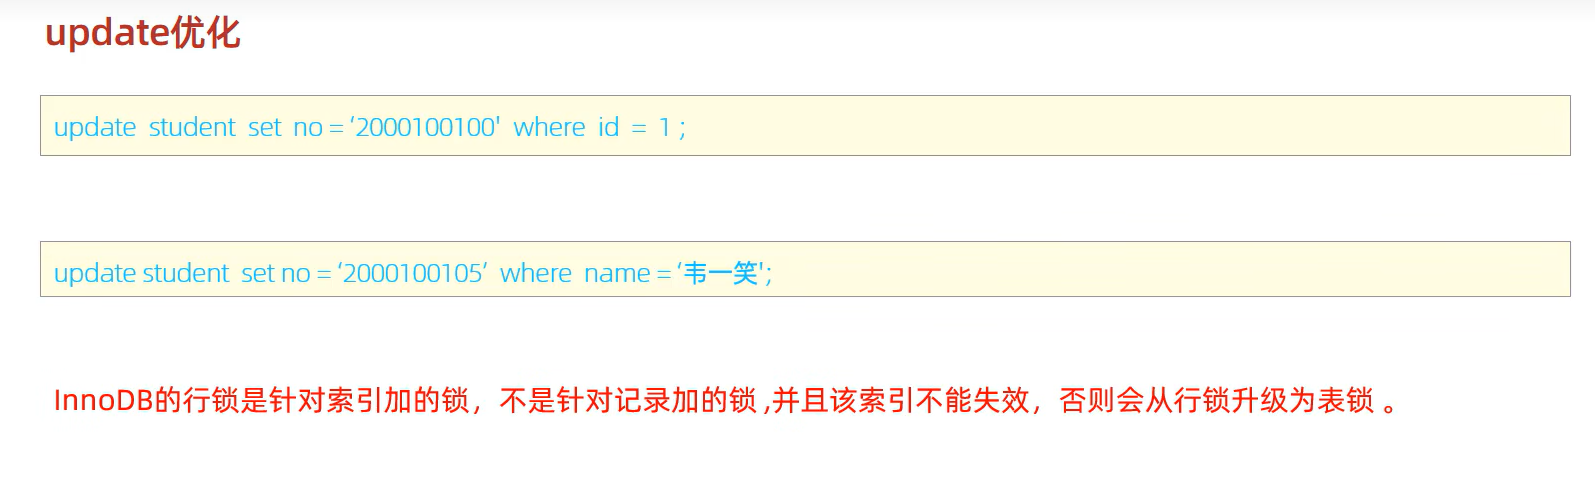 update优化
update student set no = ‘2000100100' where id = 1 ;
update student set no = ‘2000100105’ where name = ‘韦一笑';
InnoDB的行锁是针对索引加的锁，不是针对记录加的锁 ,并且该索引不能失效，否则会从行锁升级为表锁 。